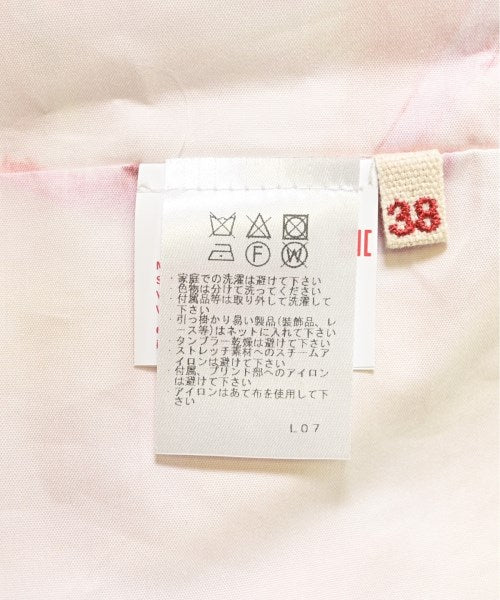 38
F W
・家庭での洗濯は避けて下さい
・色物は分けて洗ってください
・付属品等は取り外して洗濯して
下さい
・引っ掛かり易い製品(装飾品、レ
ース等)はネットに入れて下さい
・タンブラー乾燥は避けて下さい
・ストレッチ素材へのスチームア
イロンは避けて下さい
・付属、プリント部へのアイロン
は避けて下さい
・アイロンはあて布を使用して下
さい
L07